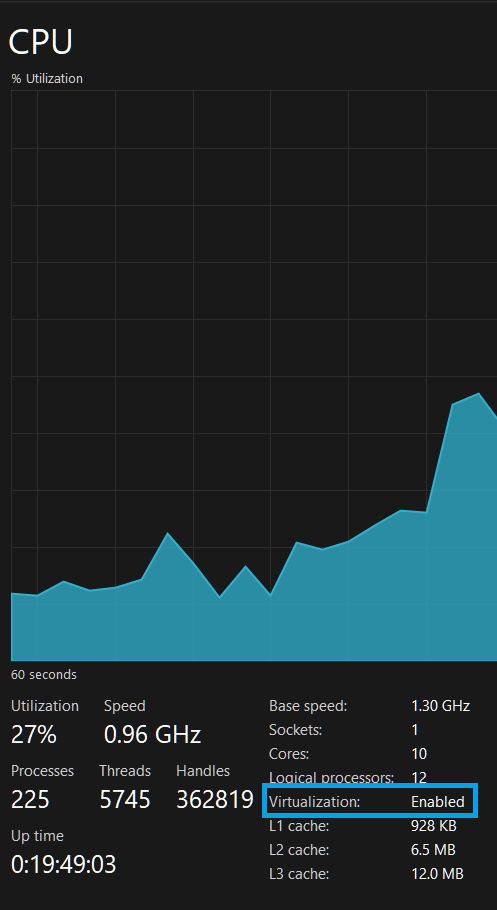 CPU
% Utilization
60 seconds
Utilization Speed
27% 0.96 GHz
Processes Threads Handles
225 5745 362819
Up time
0:19:49:03
Base speed: 1.30 GHz
Sockets: 1
Cores: 10
Logical processors: 12
Virtualization: Enabled
L1 cache: 928 KB
L2 cache: 6.5 MB
L3 cache: 12.0 MB